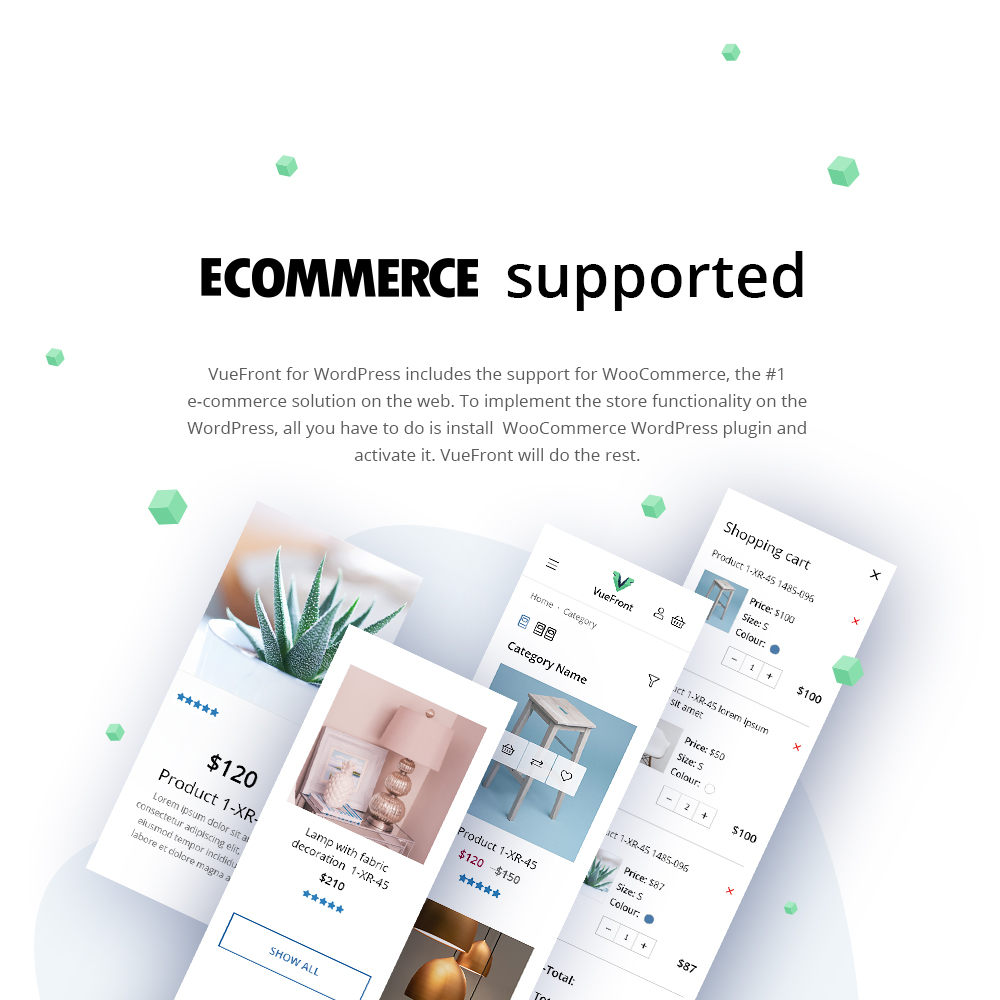 ECOMMERCE supported
VueFront for WordPress includes the support for WooCommerce, the #1
e-commerce solution on the web. To implement the store functionality on the
WordPress, all you have to do is install WooCommerce WordPress plugin and
activate it. VueFront will do the rest.
$120
Product 1-XR-
Lorem ipsum dolor sit a
consectetur adipiscing elit,
eiusmod tempor incididu
labore et dolore magna a
Lamp with fabric
decoration 1-XR-45
$210
SHOW ALL
VueFront
Home · Category
Category Name
Product 1-XR-45
$120 $150
Shopping cart
Product 1-XR-45 1485-096
Price: $100
Size: S
Colour:
− 1 +
$100
uct 1-XR-45 lorem ipsum
sit amet
Price: $50
Size: S
Colour:
− 2 +
$100
uct 1-XR-45 1485-096
Price: $87
Size: S
Colour:
− 1 +
$87
-Total: